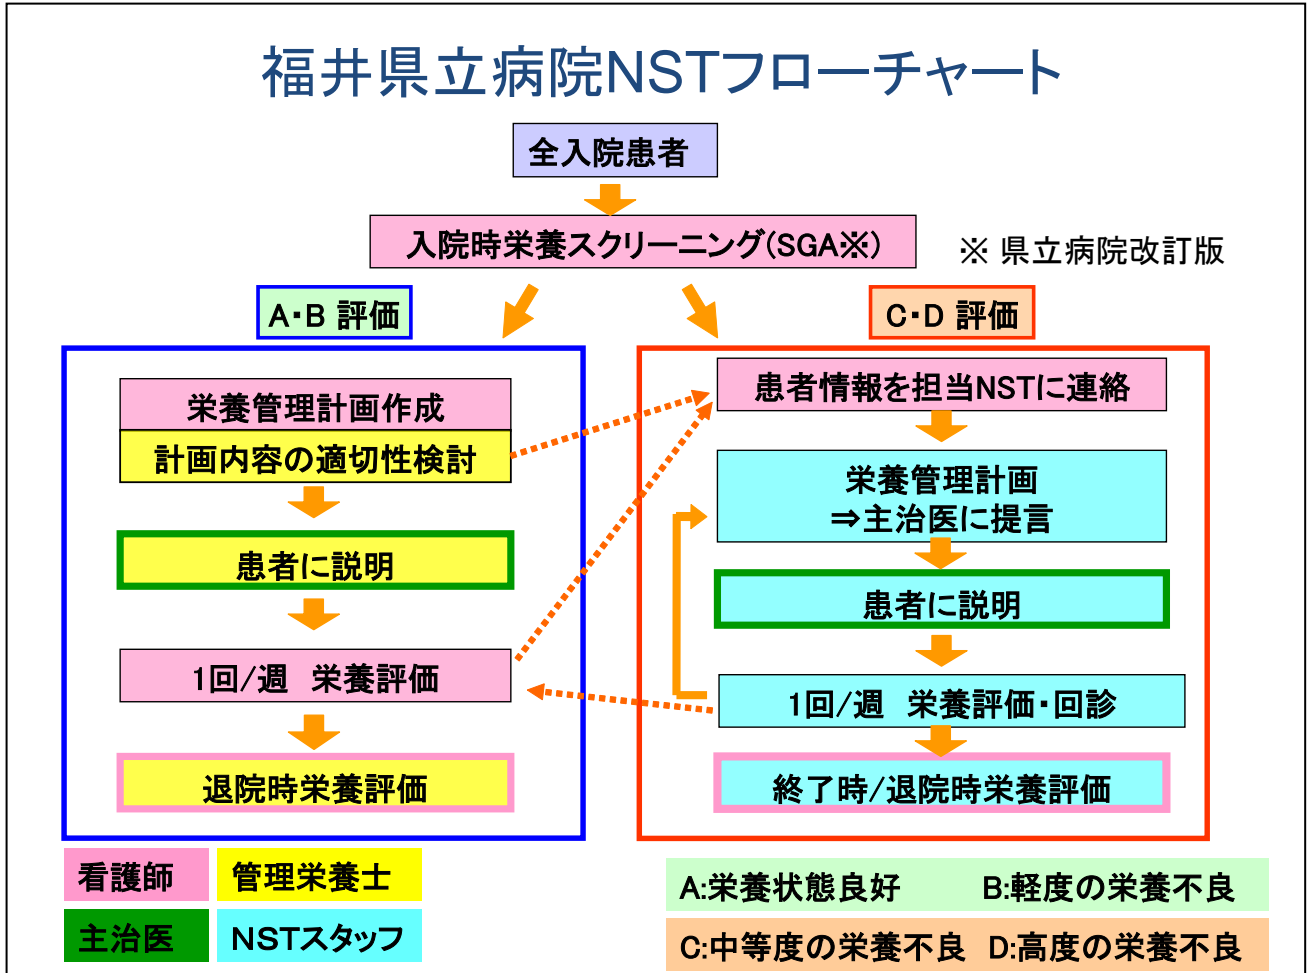 福井県立病院NSTフローチャート
全入院患者
入院時栄養スクリーニング(SGA※)
※ 県立病院改訂版
A・B 評価
C・D 評価
栄養管理計画作成
計画内容の適切性検討
患者に説明
1回/週　栄養評価
退院時栄養評価
患者情報を担当NSTに連絡
栄養管理計画
⇒主治医に提言
患者に説明
1回/週　栄養評価・回診
終了時/退院時栄養評価
看護師
管理栄養士
主治医
NSTスタッフ
A:栄養状態良好　B:軽度の栄養不良
C:中等度の栄養不良　D:高度の栄養不良